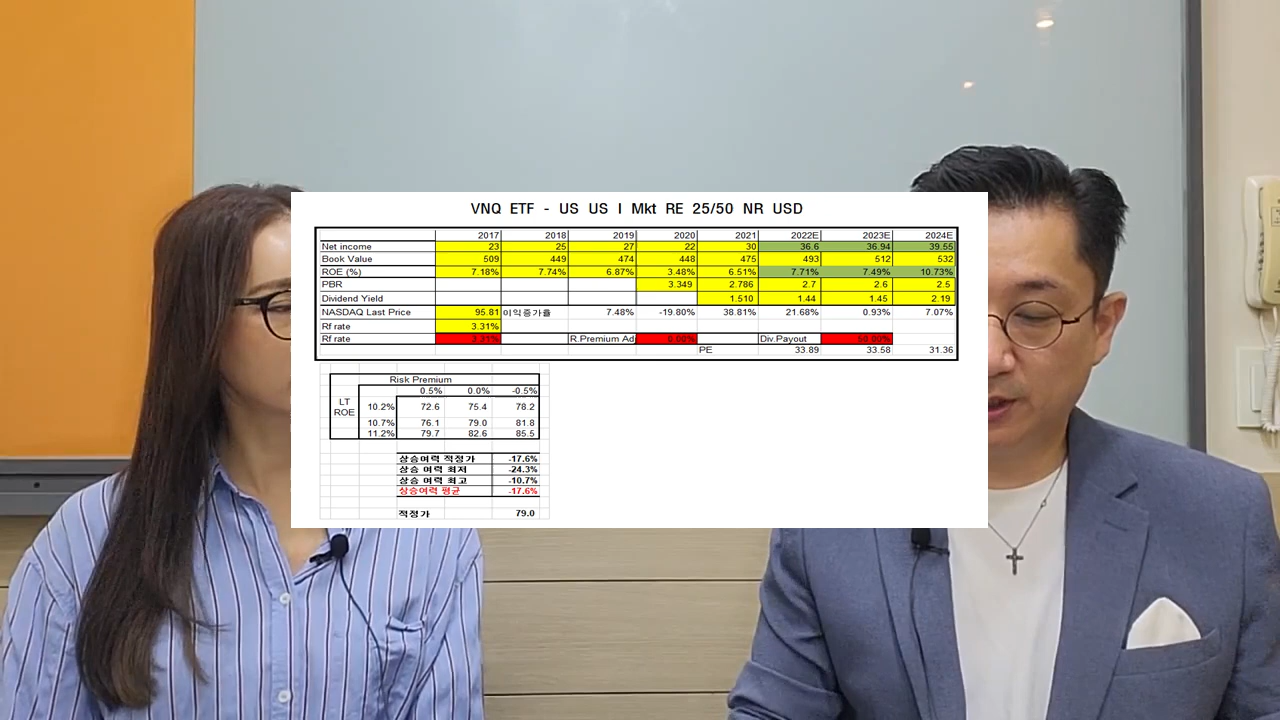 VNQ ETF - US US I Mkt RE 25/50 NR USD
2017 2018 2019 2020 2021 2022E 2023E 2024E
Net income 23 25 27 22 30 36.6 36.94 39.55
Book Value 509 449 474 448 475 493 512 532
ROE (%) 7.18% 7.74% 6.87% 3.48% 6.51% 7.71% 7.49% 10.73%
PBR 3.349 2.786 2.7 2.6 2.5
Dividend Yield 1.510 1.44 1.45 2.19
NASDAQ Last Price 95.81 이익증가율 7.48% -19.80% 38.81% 21.68% 0.93% 7.07%
Rf rate 3.31%
Rf rate 3.31% R.Premium Ad 0.00% Div.Payout 50.00%
PE 33.89 33.58 31.36
Risk Premium
0.5% 0.0% -0.5%
LT ROE
10.2% 72.6 75.4 78.2
10.7% 76.1 79.0 81.8
11.2% 79.7 82.6 85.5
상승여력 적정가 -17.6%
상승 여력 최저 -24.3%
상승 여력 최고 -10.7%
상승여력 평균 -17.6%
적정가 79.0